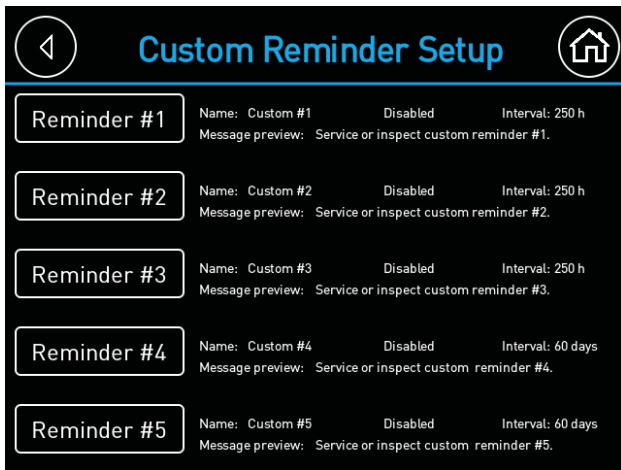 Custom Reminder Setup
Reminder #1
Name: Custom #1 Disabled Interval: 250 h
Message preview: Service or inspect custom reminder #1.
Reminder #2
Name: Custom #2 Disabled Interval: 250 h
Message preview: Service or inspect custom reminder #2.
Reminder #3
Name: Custom #3 Disabled Interval: 250 h
Message preview: Service or inspect custom reminder #3.
Reminder #4
Name: Custom #4 Disabled Interval: 60 days
Message preview: Service or inspect custom reminder #4.
Reminder #5
Name: Custom #5 Disabled Interval: 60 days
Message preview: Service or inspect custom reminder #5.